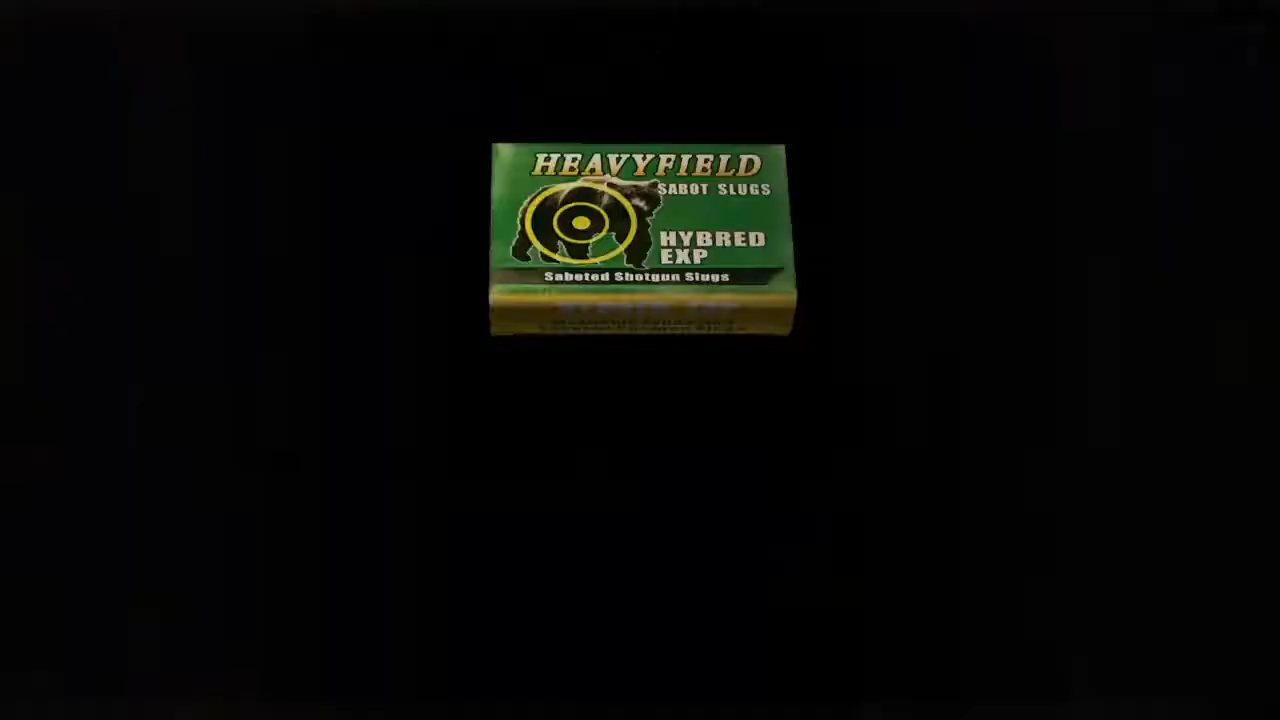 HEAVYFIELD
SABOT SLUGS
HYBRED
EXP
Saboted Shotgun Slugs